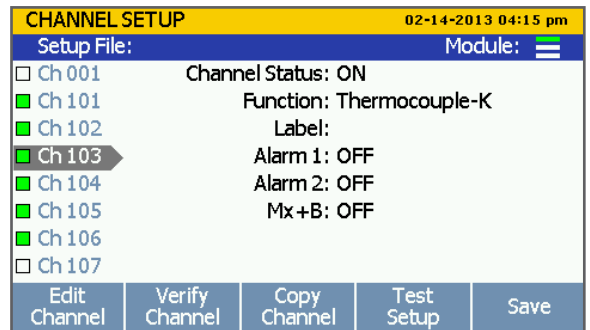 CHANNEL SETUP 02-14-2013 04:15 pm
Setup File: Module:
Ch 001 Channel Status: ON
Ch 101 Function: Thermocouple-K
Ch 102 Label:
Ch 103 Alarm 1: OFF
Ch 104 Alarm 2: OFF
Ch 105 Mx+B: OFF
Ch 106
Ch 107
Edit Verify Copy Test Save
Channel Channel Channel Setup